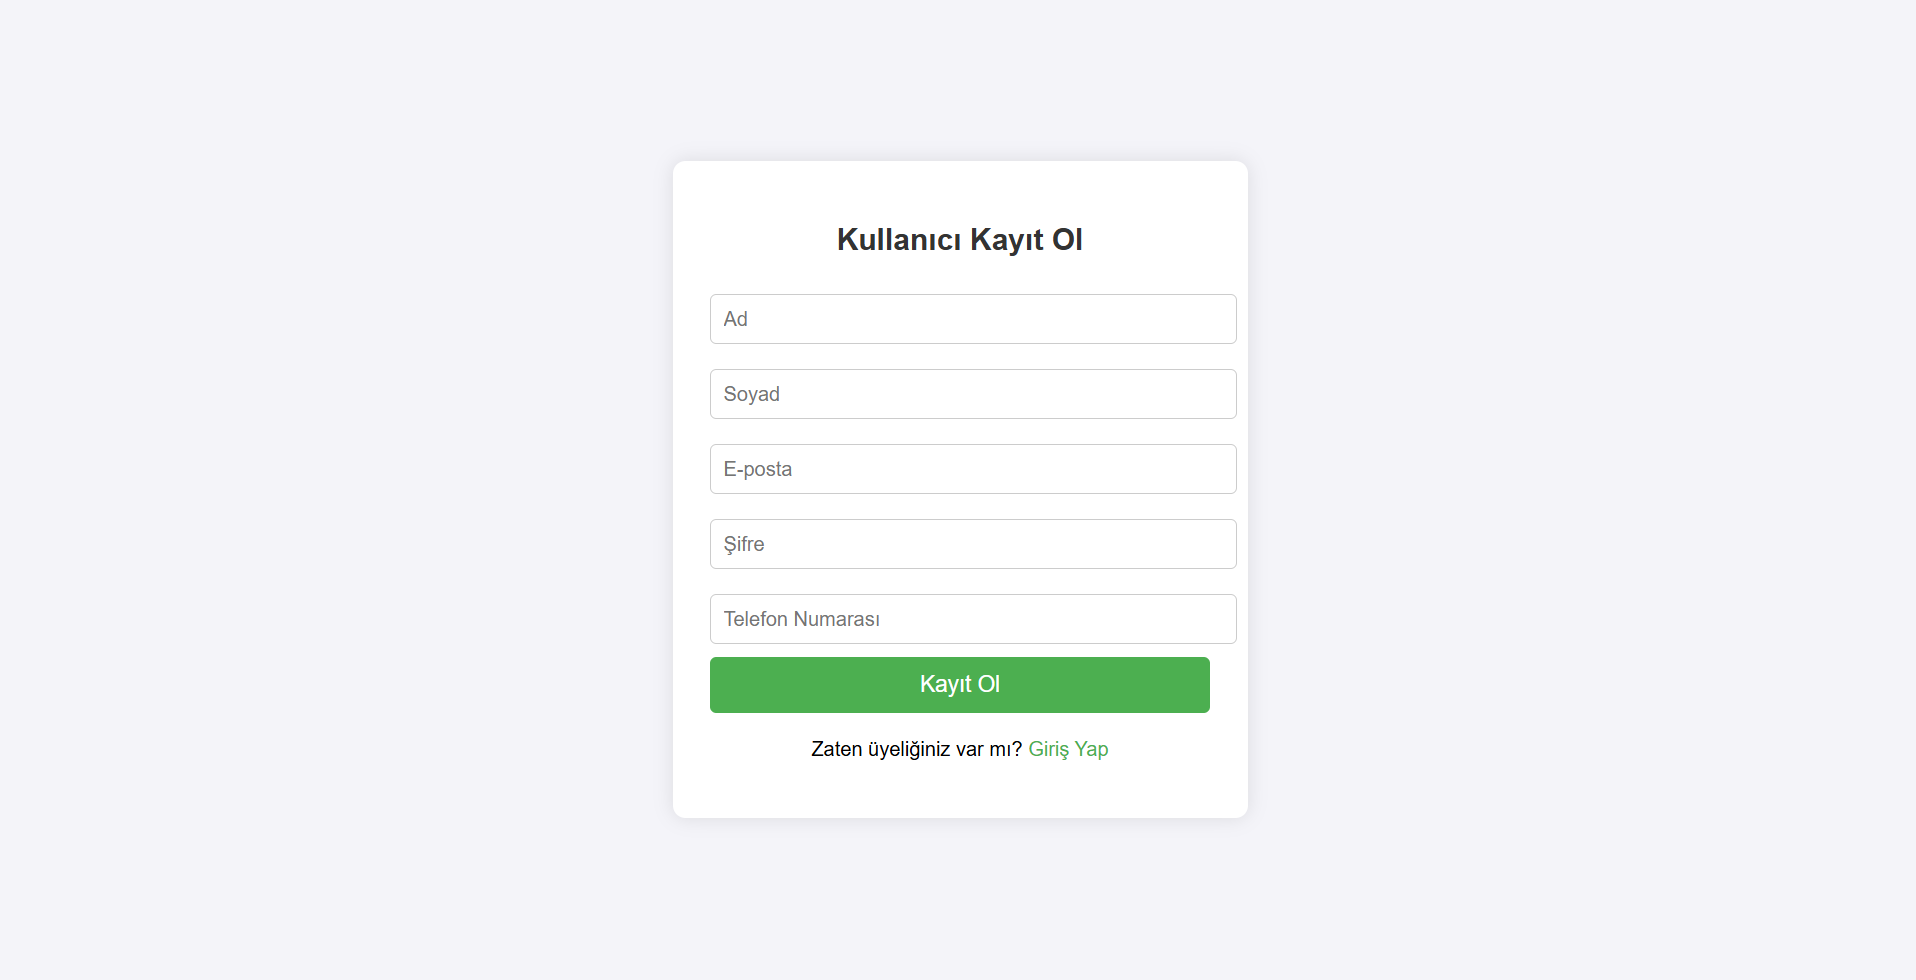 Kullanıcı Kayıt Ol
Ad
Soyad
E-posta
Şifre
Telefon Numarası
Kayıt Ol
Zaten üyeliğiniz var mı? Giriş Yap